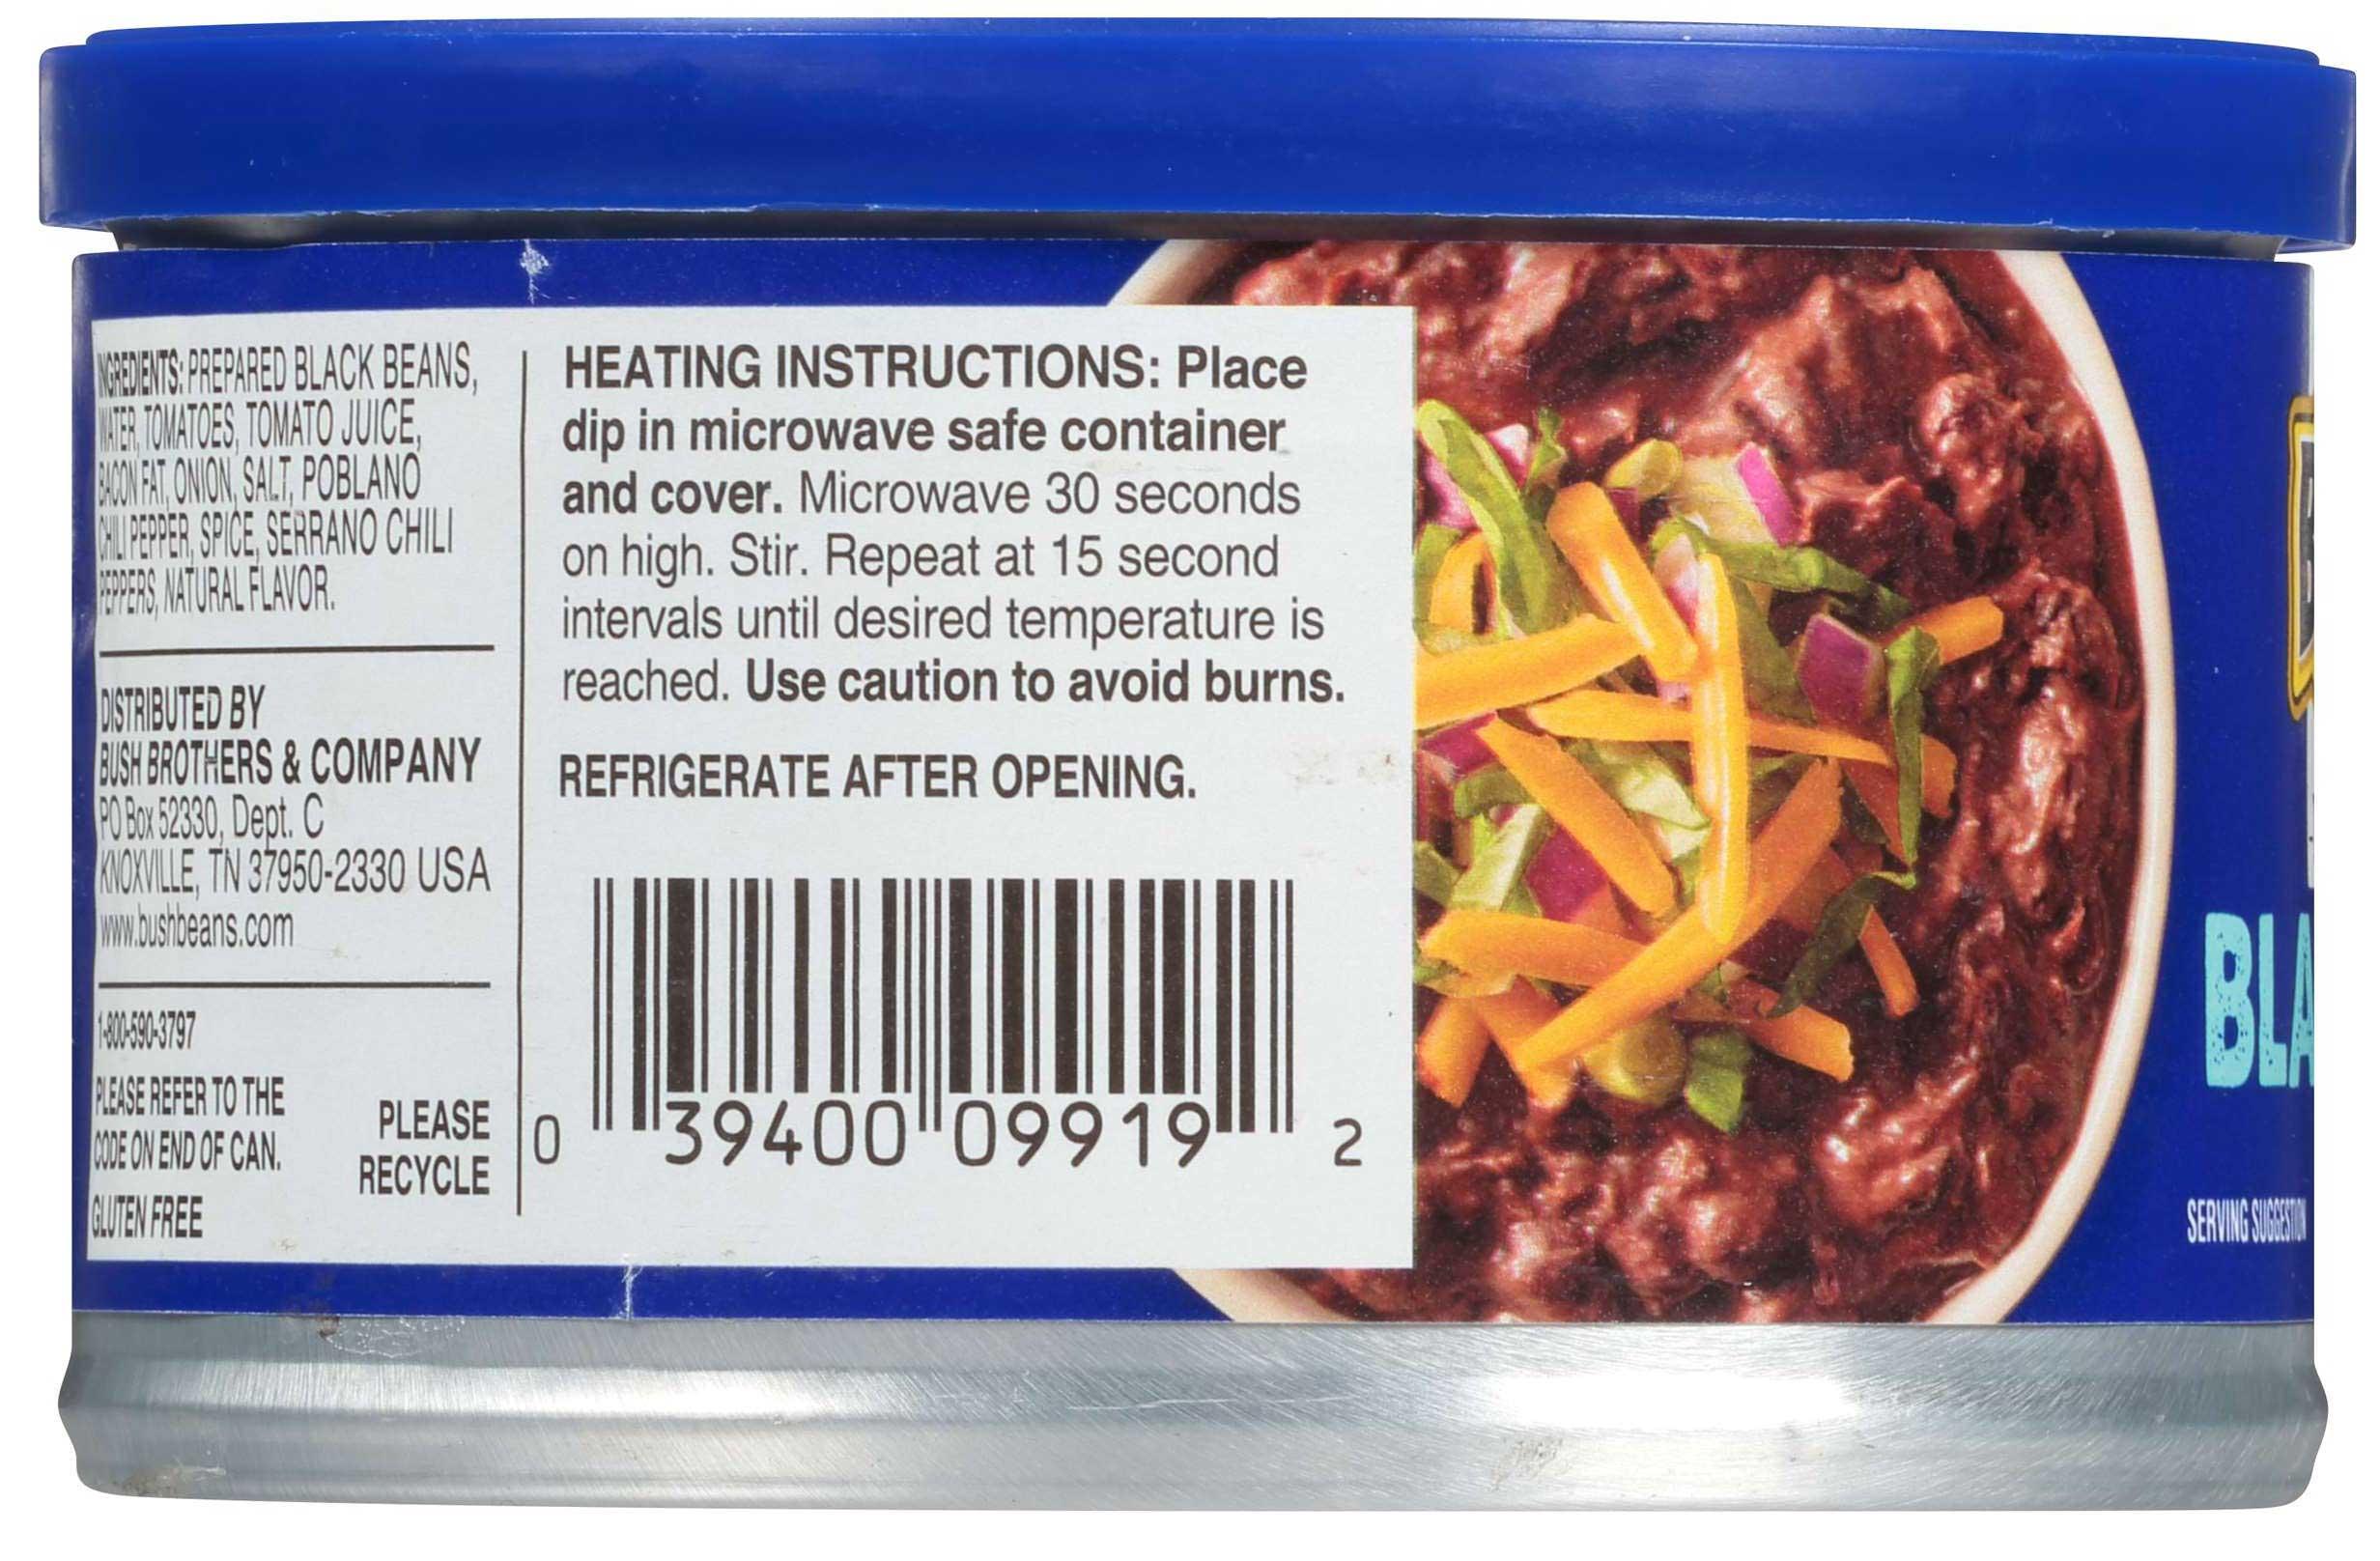 INGREDIENTS: PREPARED BLACK BEANS,
WATER, TOMATOES, TOMATO JUICE,
BACON FAT, ONION, SALT, POBLANO
CHILI PEPPER, SPICE, SERRANO CHILI
PEPPERS, NATURAL FLAVOR.
DISTRIBUTED BY
BUSH BROTHERS & COMPANY
PO Box 52330, Dept. C
KNOXVILLE, TN 37950-2330 USA
www.bushbeans.com
1-800-590-3797
PLEASE REFER TO THE
CODE ON END OF CAN.
GLUTEN FREE
PLEASE
RECYCLE
HEATING INSTRUCTIONS: Place
dip in microwave safe container
and cover. Microwave 30 seconds
on high. Stir. Repeat at 15 second
intervals until desired temperature is
reached. Use caution to avoid burns.
REFRIGERATE AFTER OPENING.
0 39400 09919 2
BLA
SERVING SUGGESTION